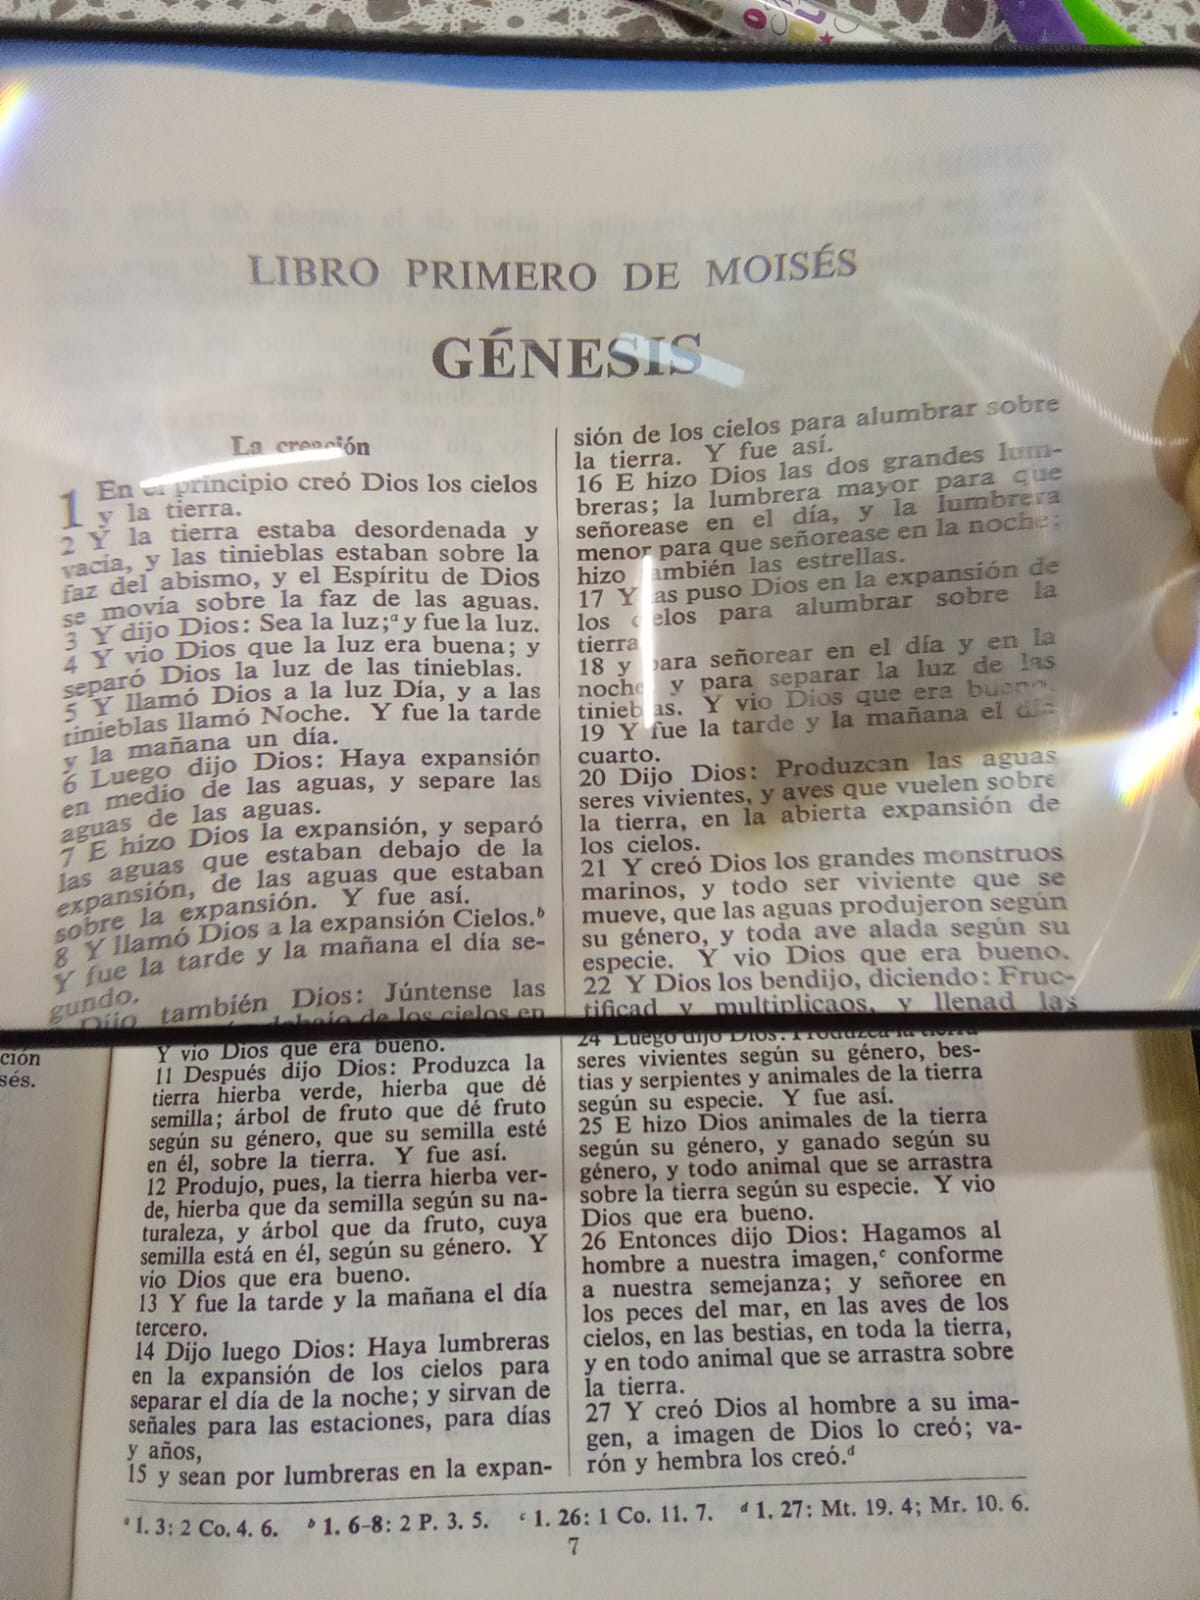 LIBRO PRIMERO DE MOISÉS
GÉNESIS
La creación
1 En el principio creó Dios los cielos
y la tierra.
2 Y la tierra estaba desordenada y
vacía, y las tinieblas estaban sobre la
faz del abismo, y el Espíritu de Dios
se movía sobre la faz de las aguas.
3 Y dijo Dios: Sea la luz;ᵃ y fue la luz.
4 Y vio Dios que la luz era buena; y
separó Dios la luz de las tinieblas.
5 Y llamó Dios a la luz Día, y a las
tinieblas llamó Noche. Y fue la tarde
y la mañana un día.
6 Luego dijo Dios: Haya expansión
en medio de las aguas, y separe las
aguas de las aguas.
7 E hizo Dios la expansión, y separó
las aguas que estaban debajo de la
expansión, de las aguas que estaban
sobre la expansión. Y fue así.
8 Y llamó Dios a la expansión Cielos.ᵇ
Y fue la tarde y la mañana el día se-
gundo.
Dijo también Dios: Júntense las
debajo de los cielos en
Y vio Dios que era bueno.
11 Después dijo Dios: Produzca la
tierra hierba verde, hierba que dé
semilla; árbol de fruto que dé fruto
según su género, que su semilla esté
en él, sobre la tierra. Y fue así.
12 Produjo, pues, la tierra hierba ver-
de, hierba que da semilla según su na-
turaleza, y árbol que da fruto, cuya
semilla está en él, según su género. Y
vio Dios que era bueno.
13 Y fue la tarde y la mañana el día
tercero.
14 Dijo luego Dios: Haya lumbreras
en la expansión de los cielos para
separar el día de la noche; y sirvan de
señales para las estaciones, para días
y años,
15 y sean por lumbreras en la expan-
sión de los cielos para alumbrar sobre
la tierra. Y fue así.
16 E hizo Dios las dos grandes lum-
breras; la lumbrera mayor para que
señorease en el día, y la lumbrera
menor para que señorease en la noche;
hizo también las estrellas.
17 Y las puso Dios en la expansión de
los cielos para alumbrar sobre la
tierra
18 y para señorear en el día y en la
noche, y para separar la luz de las
tinieblas. Y vio Dios que era bueno.
19 Y fue la tarde y la mañana el día
cuarto.
20 Dijo Dios: Produzcan las aguas
seres vivientes, y aves que vuelen sobre
la tierra, en la abierta expansión de
los cielos.
21 Y creó Dios los grandes monstruos
marinos, y todo ser viviente que se
mueve, que las aguas produjeron según
su género, y toda ave alada según su
especie. Y vio Dios que era bueno.
22 Y Dios los bendijo, diciendo: Fruc-
tificad y multiplicaos, y llenad las
24 Luego dijo Dios: Produzca la tierra
seres vivientes según su género, bes-
tias y serpientes y animales de la tierra
según su especie. Y fue así.
25 E hizo Dios animales de la tierra
según su género, y ganado según su
género, y todo animal que se arrastra
sobre la tierra según su especie. Y vio
Dios que era bueno.
26 Entonces dijo Dios: Hagamos al
hombre a nuestra imagen,ᶜ conforme
a nuestra semejanza; y señoree en
los peces del mar, en las aves de los
cielos, en las bestias, en toda la tierra,
y en todo animal que se arrastra sobre
la tierra.
27 Y creó Dios al hombre a su ima-
gen, a imagen de Dios lo creó; va-
rón y hembra los creó.ᵈ
ᵃ 1. 3: 2 Co. 4. 6. ᵇ 1. 6-8: 2 P. 3. 5. ᶜ 1. 26: 1 Co. 11. 7. ᵈ 1. 27: Mt. 19. 4; Mr. 10. 6.
7
ción
sés.